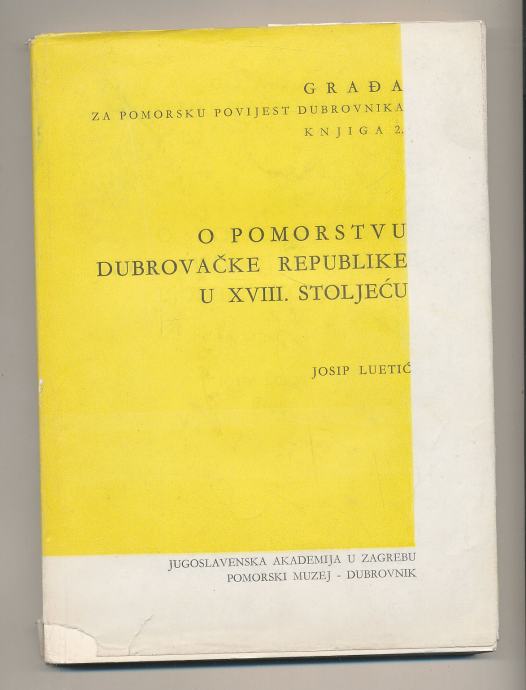 GRAĐA
ZA POMORSKU POVIJEST DUBROVNIKA
KNJIGA 2.
O POMORSTVU
DUBROVAČKE REPUBLIKE
U XVIII. STOLJEĆU
JOSIP LUETIĆ
JUGOSLAVENSKA AKADEMIJA U ZAGREBU
POMORSKI MUZEJ - DUBROVNIK